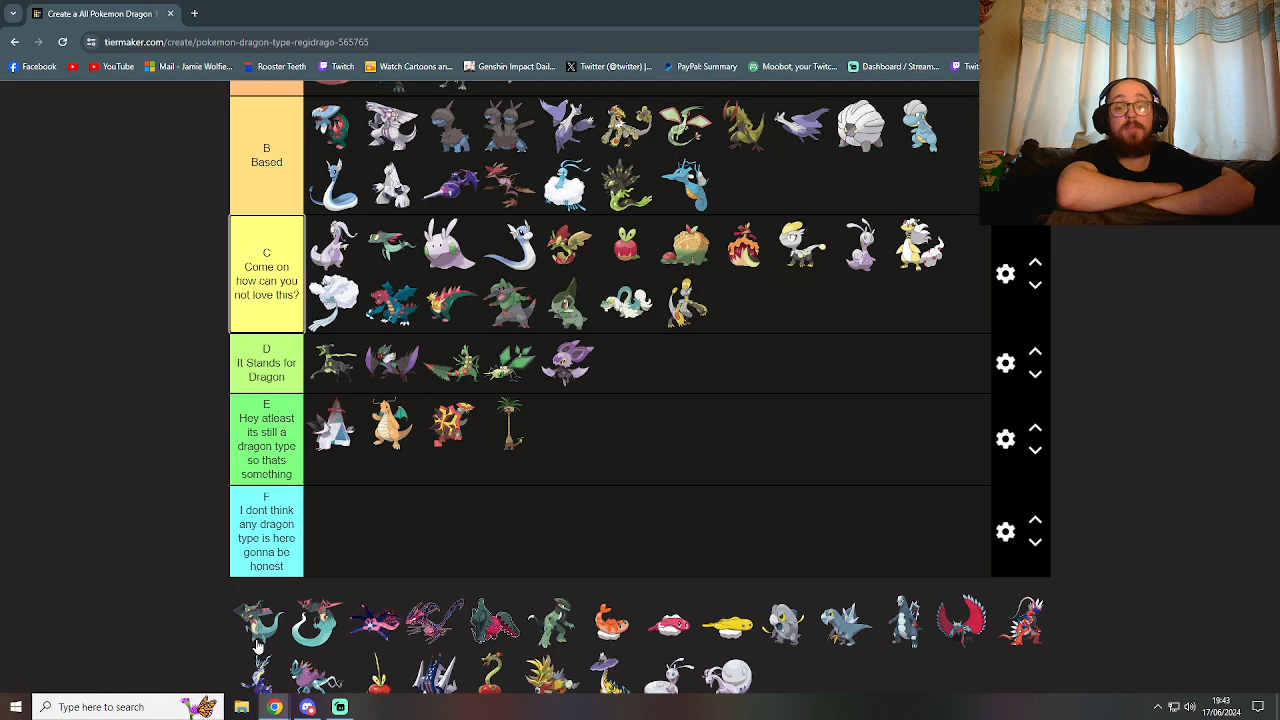 Create a All Pokemon Dragon T
tiermaker.com/create/pokemon-dragon-type-regidrago-565765
Facebook
YouTube
Mail - Jamie Wolfie...
Rooster Teeth
Twitch
Watch Cartoons an...
Genshin Impact Dail...
Twitter (@twitter) |...
PayPal Summary
Modules | Your Twitc...
Dashboard / Stream...
Twitch
B
Based
C
Come on
how can you
not love this?
D
It Stands for
Dragon
E
Hey atleast
its still a
dragon type
so thats
something
F
I dont think
any dragon
type is here
gonna be
honest
Type here to search
19:43
17/06/2024